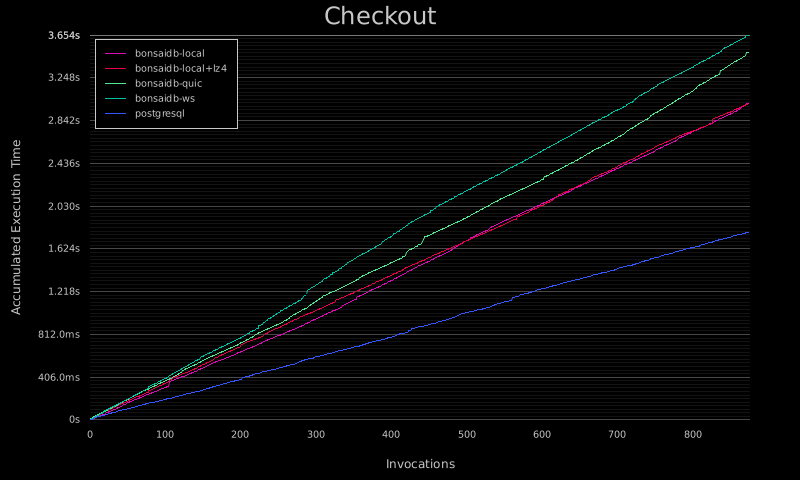 Checkout
3.654s
bonsaidb-local
bonsaidb-local+lz4
bonsaidb-quic
bonsaidb-ws
postgresql
3.248s
2.842s
2.436s
2.030s
1.624s
1.218s
812.0ms
406.0ms
0s
Accumulated Execution Time
0 100 200 300 400 500 600 700 800
Invocations